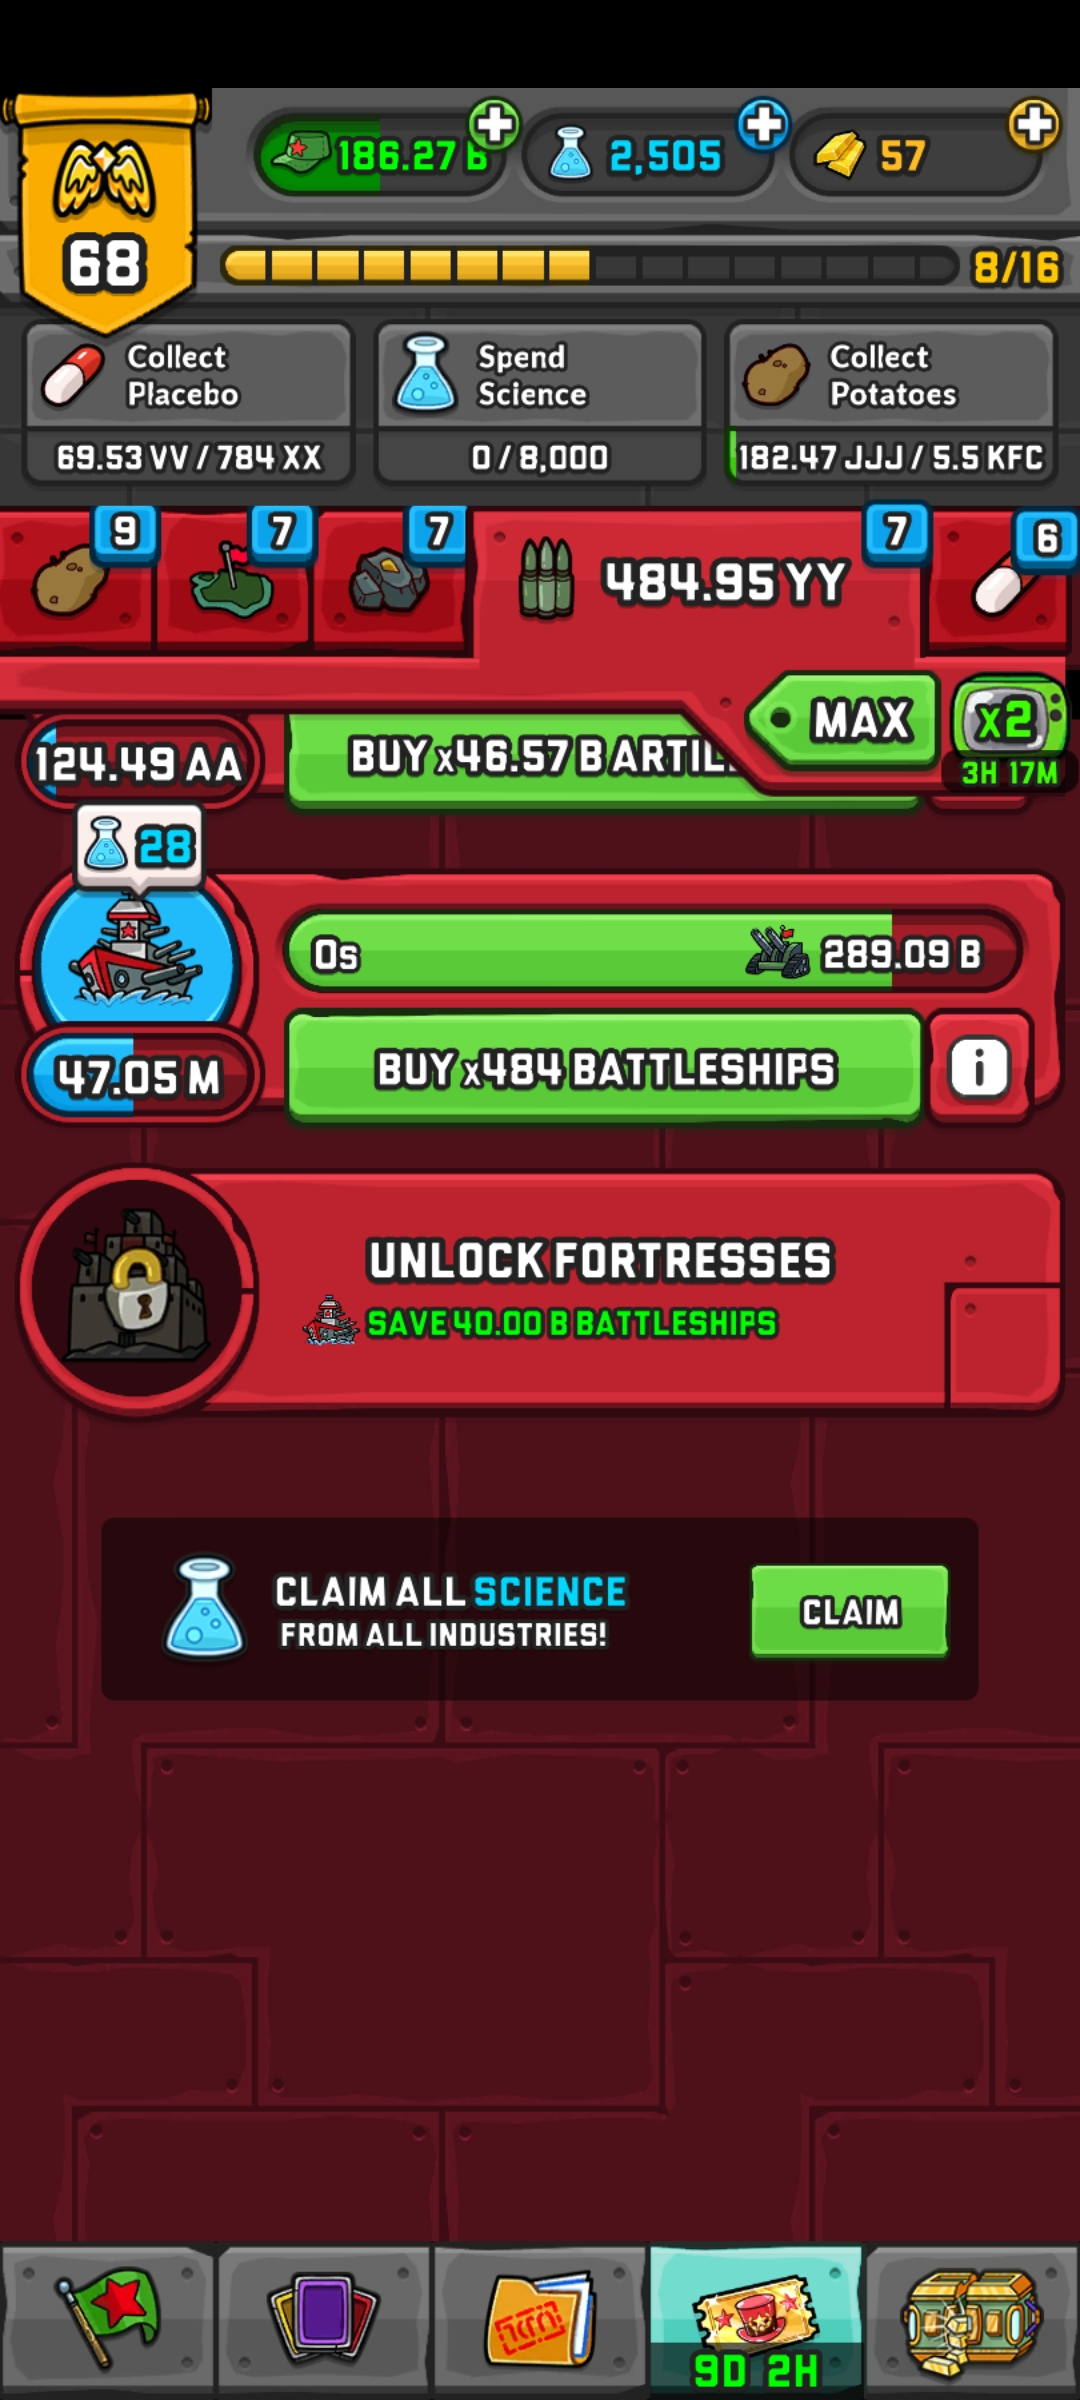 186.27 B
2,505
57
68
8/16
Collect
Placebo
69.53 VV / 784 XX
Spend
Science
0 / 8,000
Collect
Potatoes
182.47 JJJ / 5.5 KFC
9
7
7
484.95 YY
7
6
MAX
x2
3H 17M
124.49 AA
BUY x46.57 B ARTIL
28
0s
289.09 B
47.05 M
BUY x484 BATTLESHIPS
i
UNLOCK FORTRESSES
SAVE 40.00 B BATTLESHIPS
CLAIM ALL SCIENCE
FROM ALL INDUSTRIES!
CLAIM
9D 2H